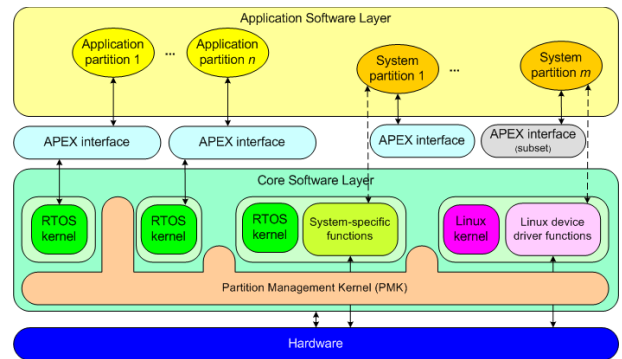 Application Software Layer
Application
partition 1
...
Application
partition n
System
partition 1
...
System
partition m
APEX interface
APEX interface
APEX interface
APEX interface
(subset)
Core Software Layer
RTOS
kernel
RTOS
kernel
RTOS
kernel
System-specific
functions
Linux
kernel
Linux device
driver functions
Partition Management Kernel (PMK)
Hardware